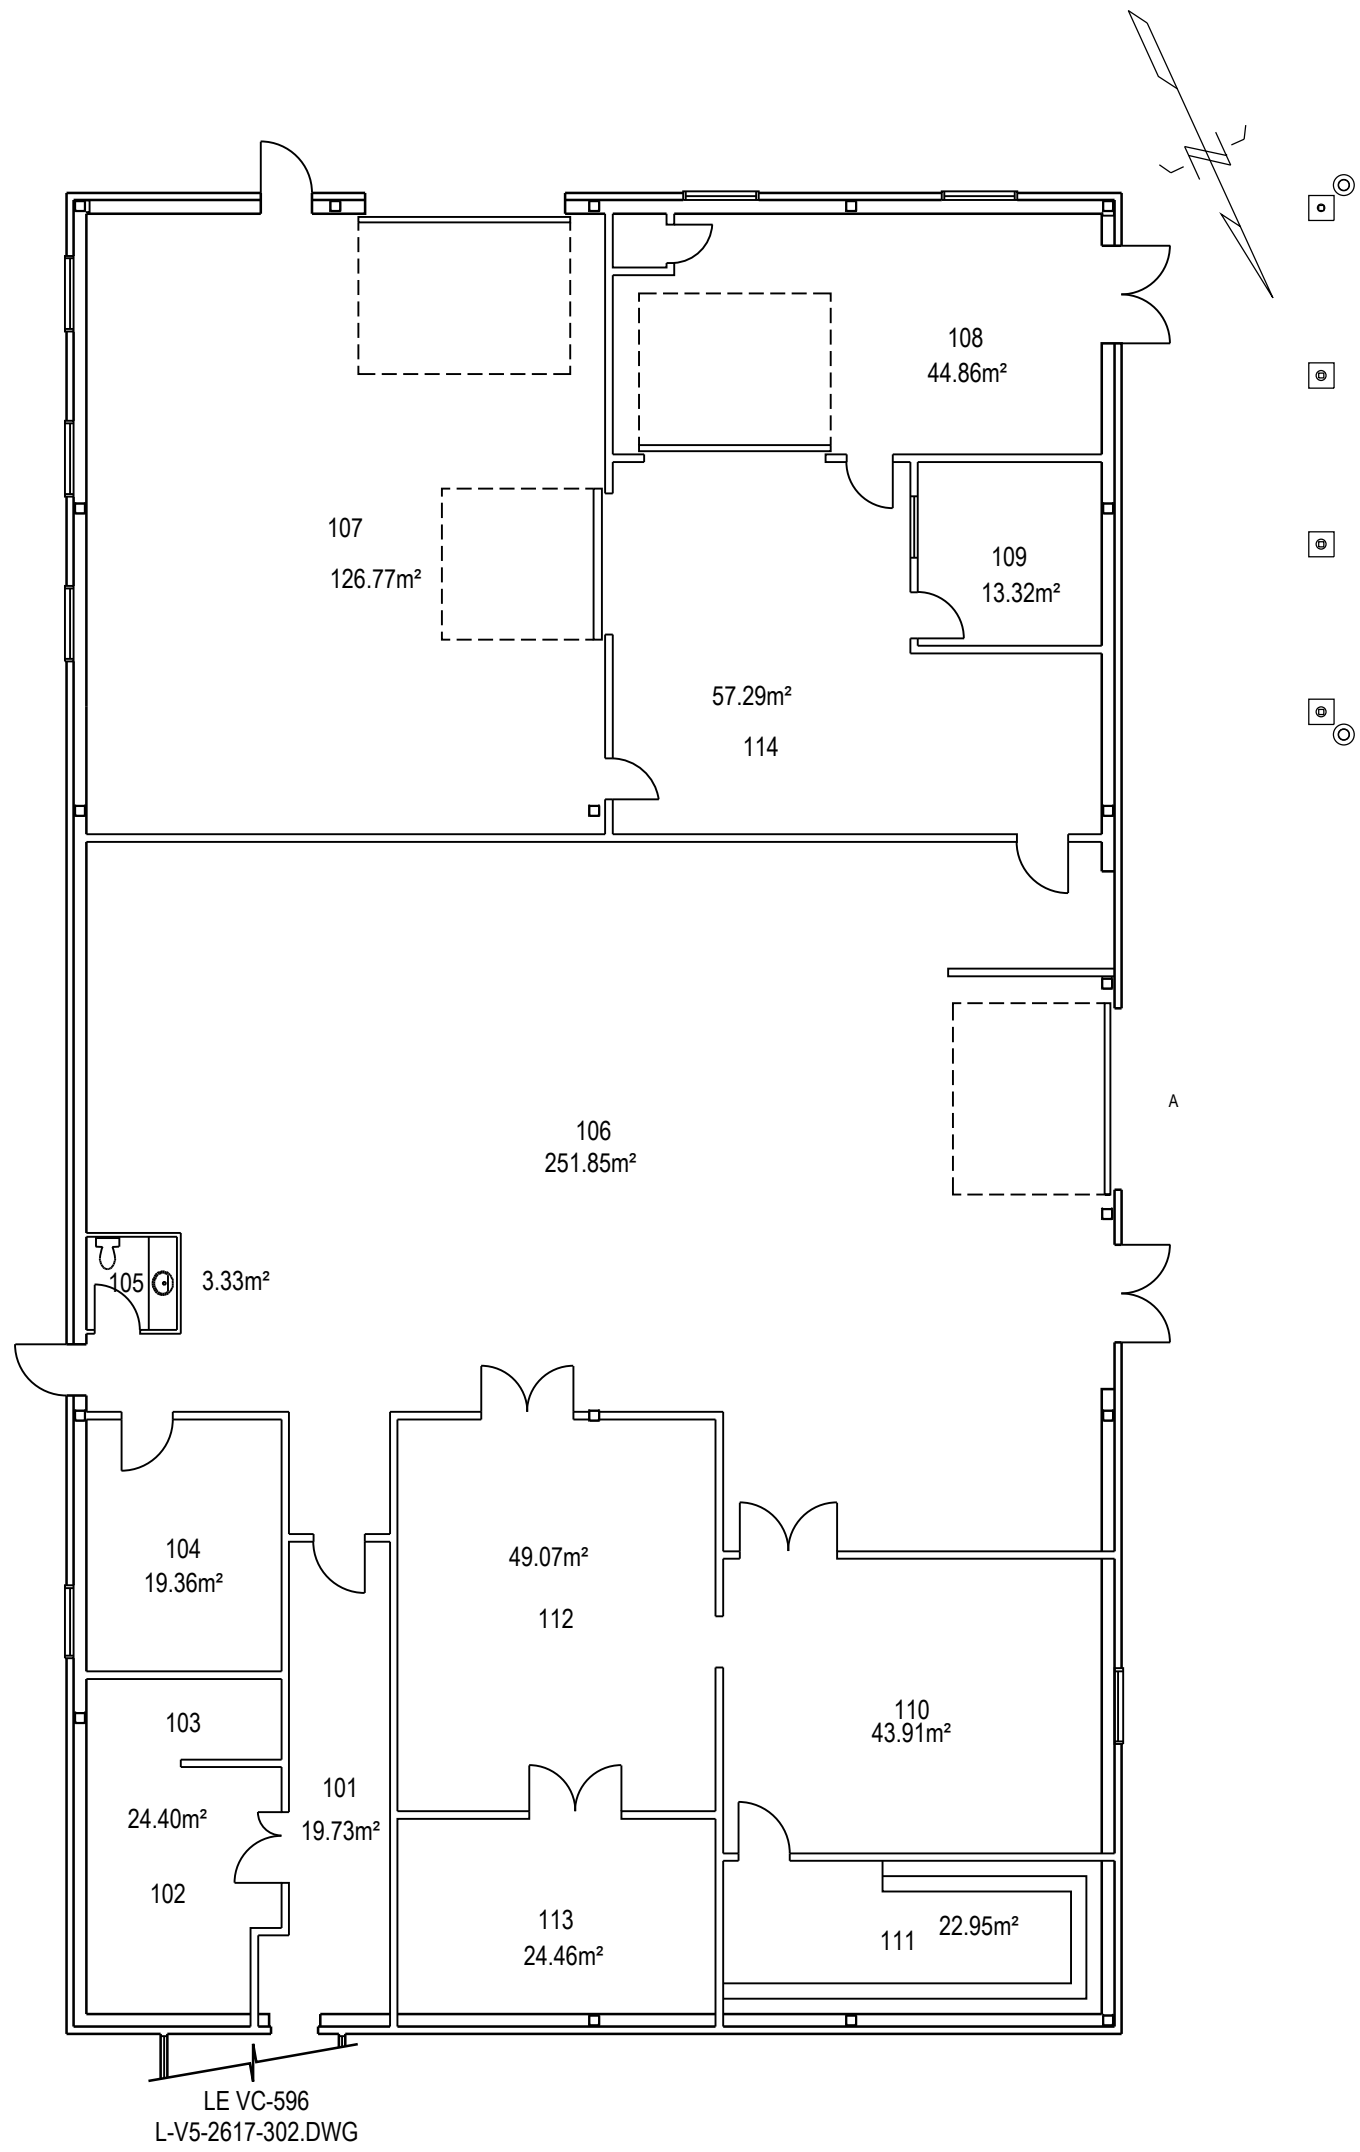 N
108
44.86m²
107
126.77m²
109
13.32m²
57.29m²
114
A
106
251.85m²
105
3.33m²
104
19.36m²
49.07m²
112
103
110
43.91m²
101
19.73m²
24.40m²
102
113
24.46m²
22.95m²
111
LE VC-596
L-V5-2617-302.DWG